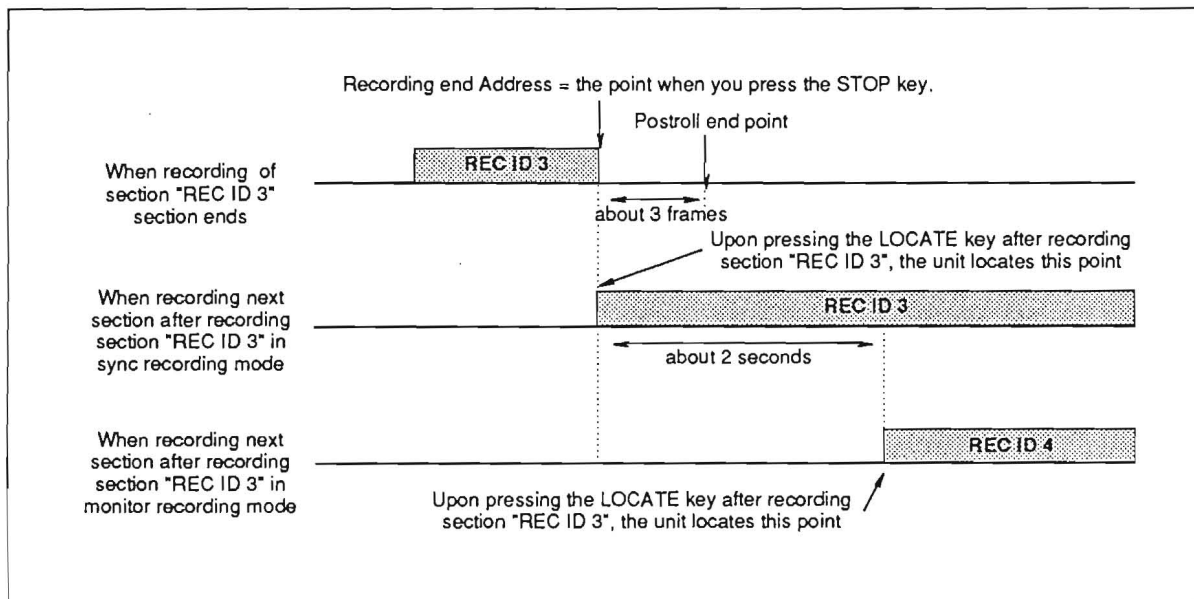 Recording end Address = the point when you press the STOP key.
Postroll end point
When recording of
section "REC ID 3"
section ends
REC ID 3
about 3 frames
Upon pressing the LOCATE key after recording
section "REC ID 3", the unit locates this point
When recording next
section after recording
section "REC ID 3" in
sync recording mode
REC ID 3
about 2 seconds
When recording next
section after recording
section "REC ID 3" in
monitor recording mode
REC ID 4
Upon pressing the LOCATE key after recording
section "REC ID 3", the unit locates this point